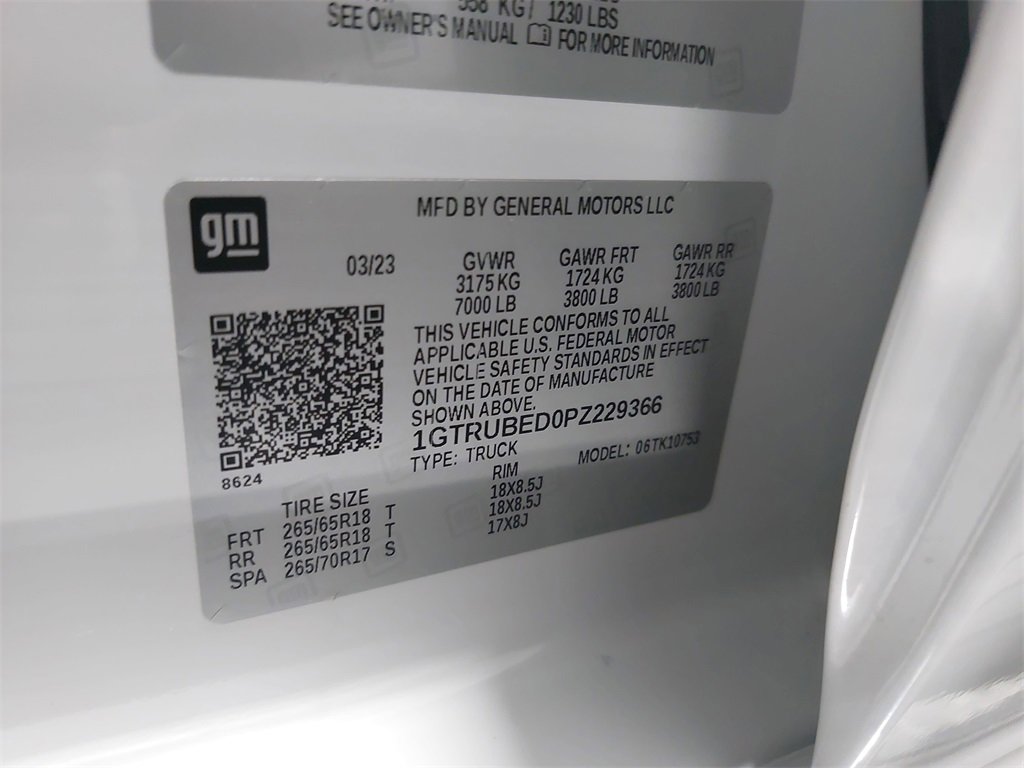 558 KG / 1230 LBS
SEE OWNER'S MANUAL FOR MORE INFORMATION
gm
MFD BY GENERAL MOTORS LLC
03/23
GVWR GAWR FRT GAWR RR
3175 KG 1724 KG 1724 KG
7000 LB 3800 LB 3800 LB
THIS VEHICLE CONFORMS TO ALL
APPLICABLE U.S. FEDERAL MOTOR
VEHICLE SAFETY STANDARDS IN EFFECT
ON THE DATE OF MANUFACTURE
SHOWN ABOVE.
1GTRUBED0PZ229366
TYPE: TRUCK MODEL: 06TK10753
8624
TIRE SIZE RIM
FRT 265/65R18 T 18X8.5J
RR 265/65R18 T 18X8.5J
SPA 265/70R17 S 17X8J